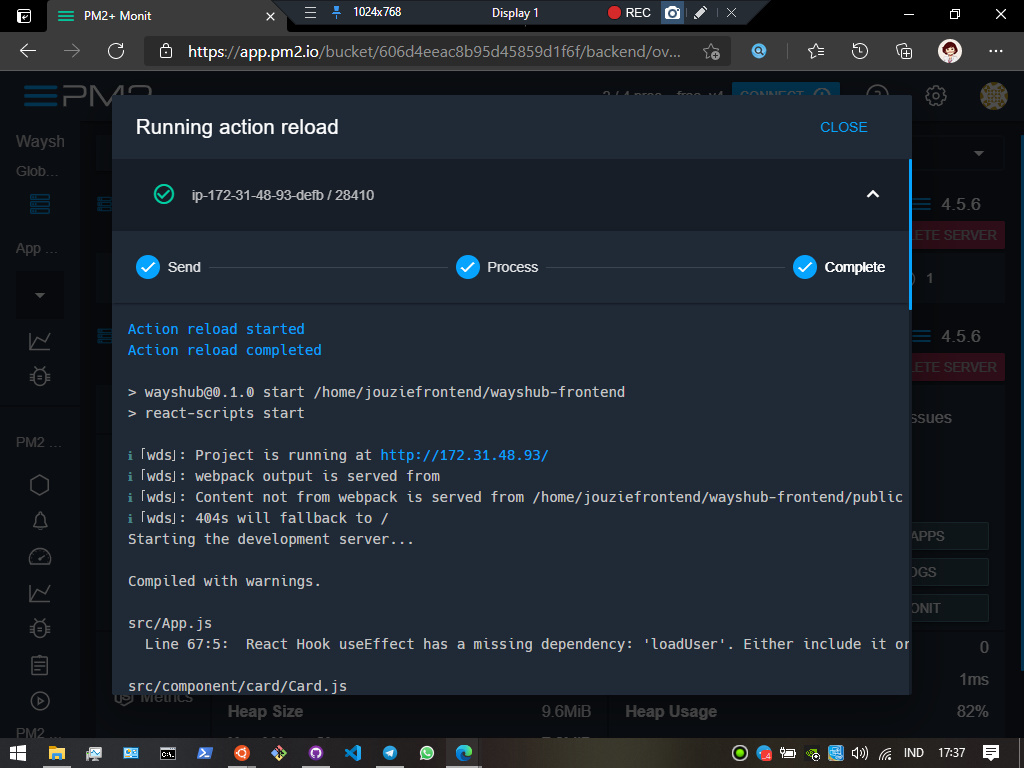 PM2+ Monit
1024x768
Display 1
REC
https://app.pm2.io/bucket/606d4eeac8b95d45859d1f6f/backend/ov...
PM2
CONNECT
Running action reload
CLOSE
Waysh
Glob...
ip-172-31-48-93-defb / 28410
4.5.6
ETE SERVER
App ...
Send
Process
Complete
1
Action reload started
Action reload completed
4.5.6
ETE SERVER
> wayshub@0.1.0 start /home/jouziefrontend/wayshub-frontend
> react-scripts start
ssues
PM2 ...
ℹ ｢wds｣: Project is running at http://172.31.48.93/
ℹ ｢wds｣: webpack output is served from
ℹ ｢wds｣: Content not from webpack is served from /home/jouziefrontend/wayshub-frontend/public
ℹ ｢wds｣: 404s will fallback to /
Starting the development server...
APPS
OGS
Compiled with warnings.
ONIT
src/App.js
Line 67:5: React Hook useEffect has a missing dependency: 'loadUser'. Either include it or
0
src/component/card/Card.js
1ms
Metrics
Heap Size
9.6MiB
Heap Usage
82%
PM2 ...
IND
17:37